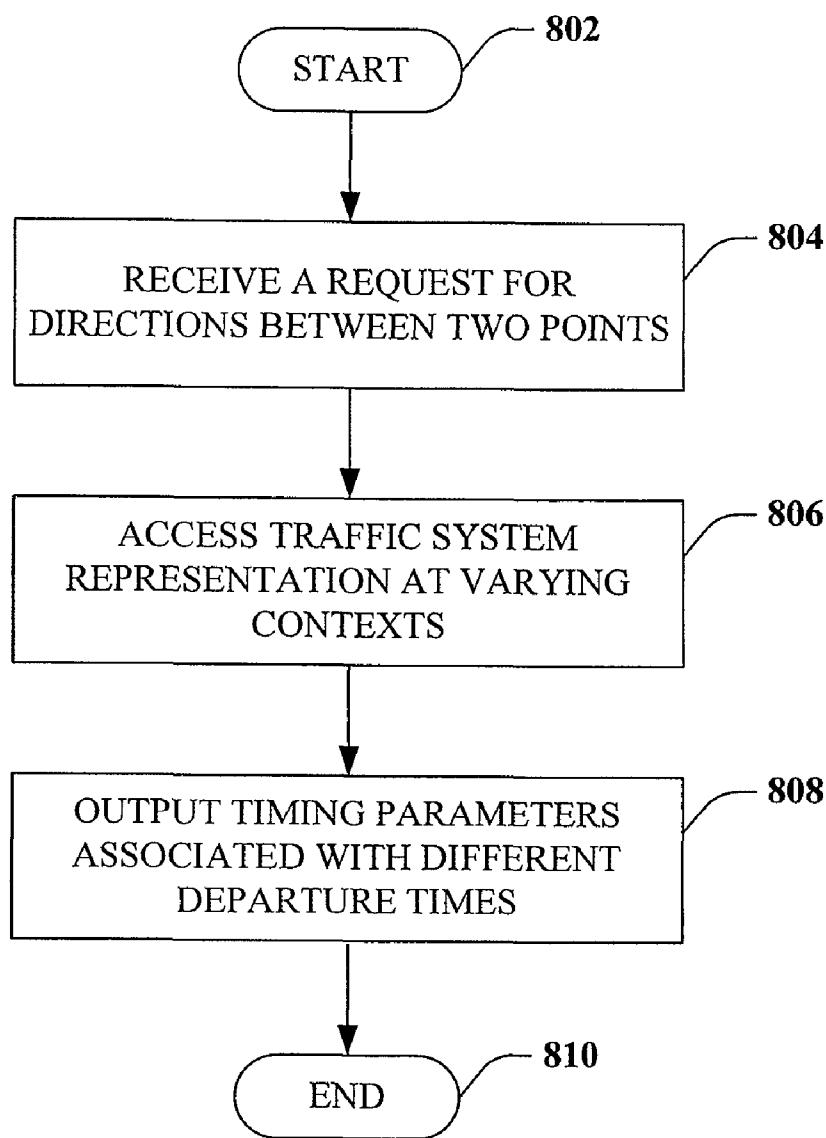 802
START
804
RECEIVE A REQUEST FOR
DIRECTIONS BETWEEN TWO POINTS
806
ACCESS TRAFFIC SYSTEM
REPRESENTATION AT VARYING
CONTEXTS
808
OUTPUT TIMING PARAMETERS
ASSOCIATED WITH DIFFERENT
DEPARTURE TIMES
810
END